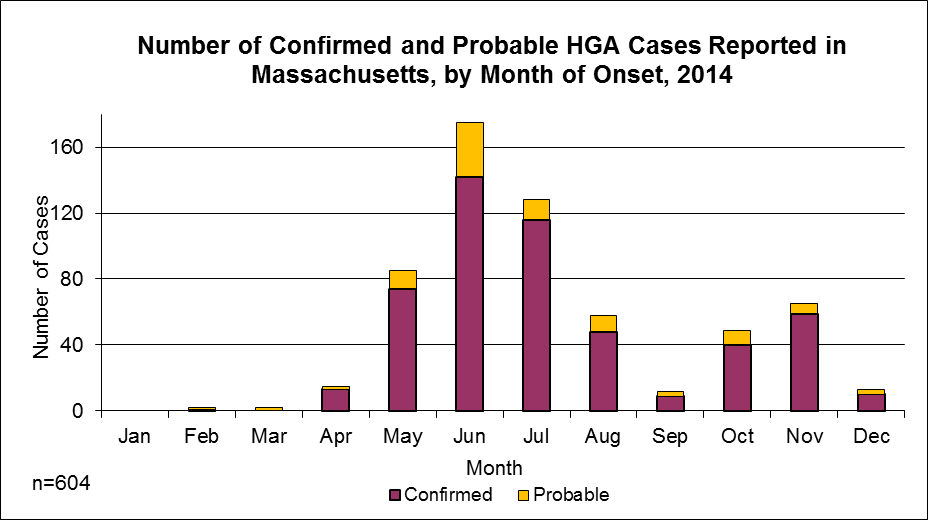 Number of Confirmed and Probable HGA Cases Reported in
Massachusetts, by Month of Onset, 2014
Number of Cases
160
120
80
40
0
Jan Feb Mar Apr May Jun Jul Aug Sep Oct Nov Dec
Month
n=604
Confirmed Probable